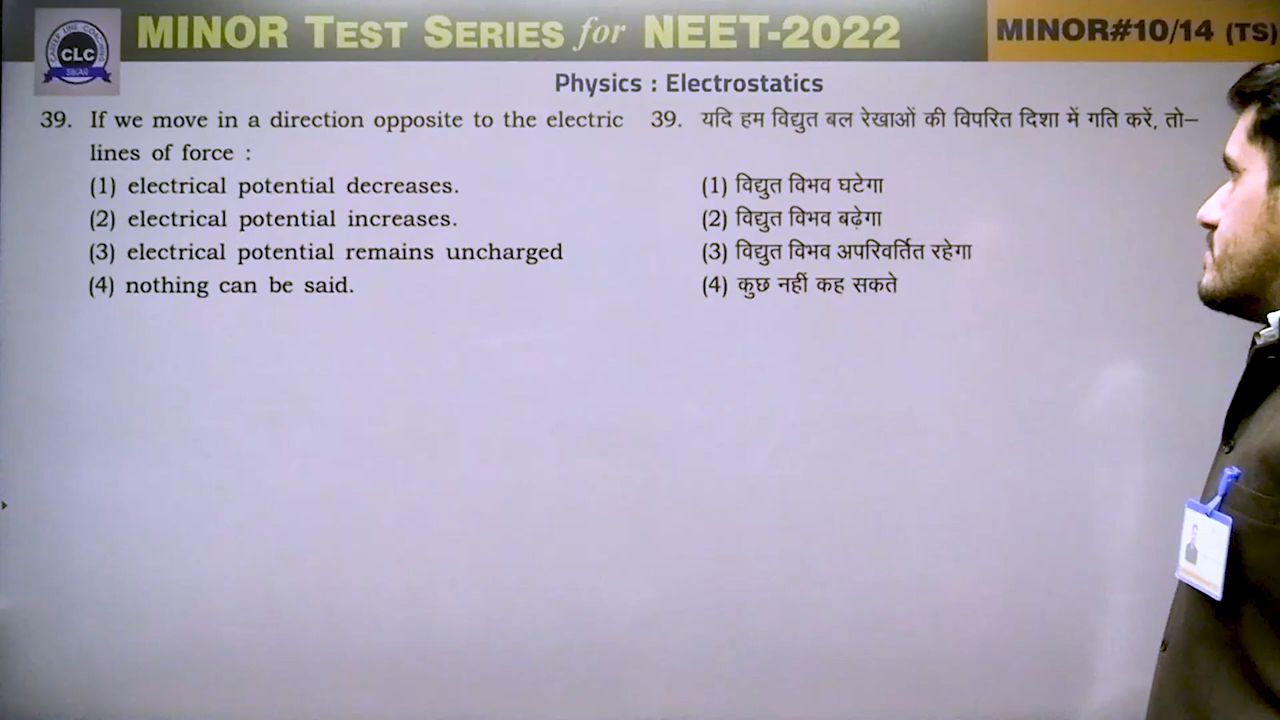 MINOR TEST SERIES for NEET-2022
MINOR#10/14 (TS)
CLC
SIKAR
Physics : Electrostatics
39. If we move in a direction opposite to the electric
lines of force :
(1) electrical potential decreases.
(2) electrical potential increases.
(3) electrical potential remains uncharged
(4) nothing can be said.
39. यदि हम विद्युत बल रेखाओं की विपरित दिशा में गति करें, तो–
(1) विद्युत विभव घटेगा
(2) विद्युत विभव बढ़ेगा
(3) विद्युत विभव अपरिवर्तित रहेगा
(4) कुछ नहीं कह सकते